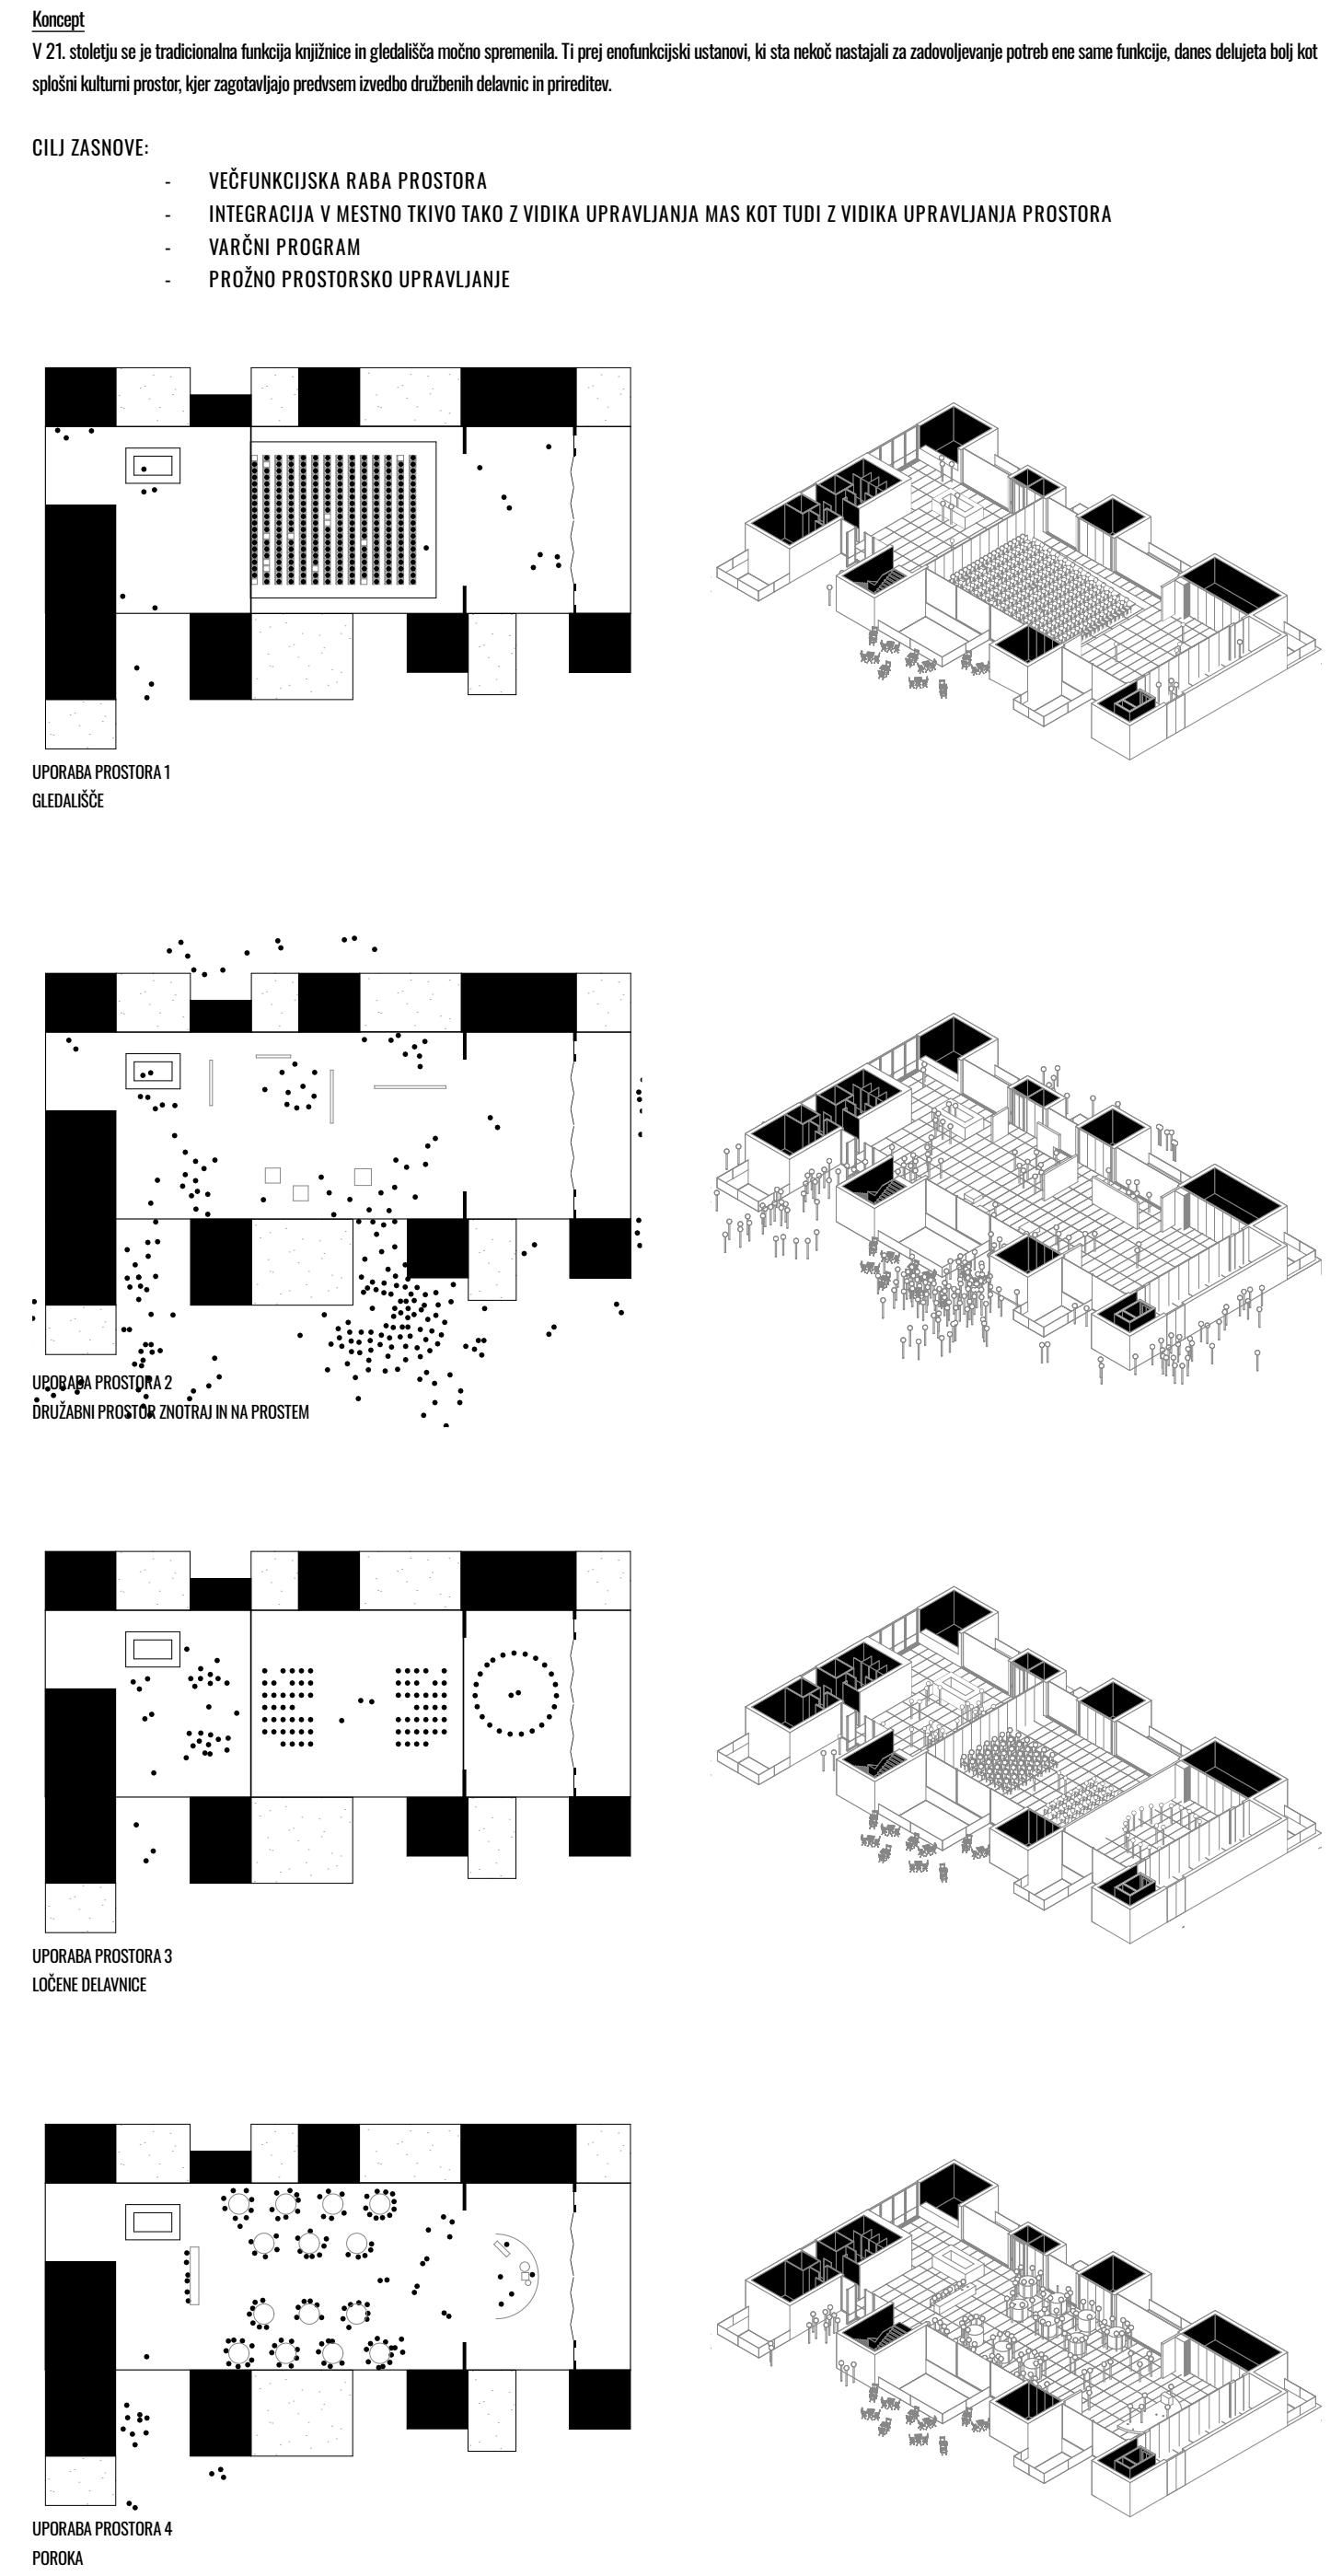 Koncept
V 21. stoletju se je tradicionalna funkcija knjižnice in gledališča močno spremenila. Ti prej enofunkcijski ustanovi, ki sta nekoč nastajali za zadovoljevanje potreb ene same funkcije, danes delujeta bolj kot
splošni kulturni prostor, kjer zagotavljajo predvsem izvedbo družbenih delavnic in prireditev.
CILJ ZASNOVE:
- VEČFUNKCIJSKA RABA PROSTORA
- INTEGRACIJA V MESTNO TKIVO TAKO Z VIDIKA UPRAVLJANJA MAS KOT TUDI Z VIDIKA UPRAVLJANJA PROSTORA
- VARČNI PROGRAM
- PROŽNO PROSTORSKO UPRAVLJANJE
UPORABA PROSTORA 1
GLEDALIŠČE
UPORABA PROSTORA 2
DRUŽABNI PROSTOR ZNOTRAJ IN NA PROSTEM
UPORABA PROSTORA 3
LOČENE DELAVNICE
UPORABA PROSTORA 4
POROKA